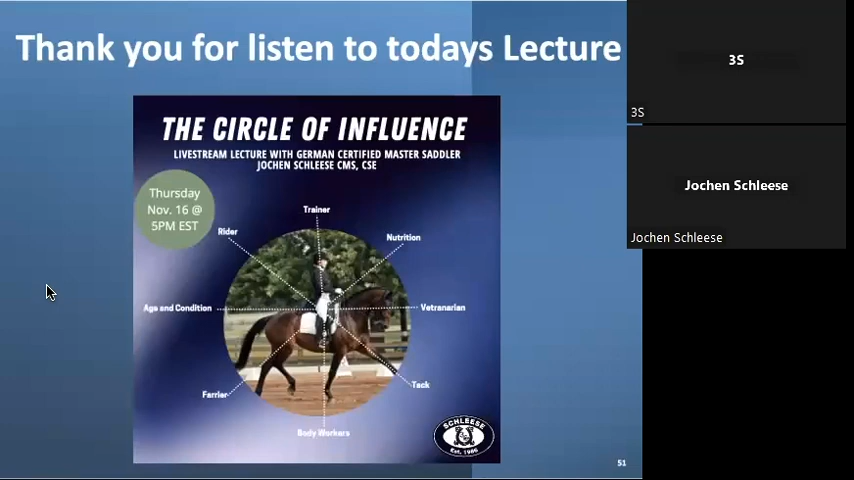 Thank you for listen to todays Lecture
THE CIRCLE OF INFLUENCE
LIVESTREAM LECTURE WITH GERMAN CERTIFIED MASTER SADDLER
JOCHEN SCHLEESE CMS, CSE
Thursday
Nov. 16 @
5PM EST
Trainer
Rider
Nutrition
Age and Condition
Vetranarian
Farrier
Tack
Body Workers
SCHLEESE
Est. 1986
51
3S
3S
Jochen Schleese
Jochen Schleese